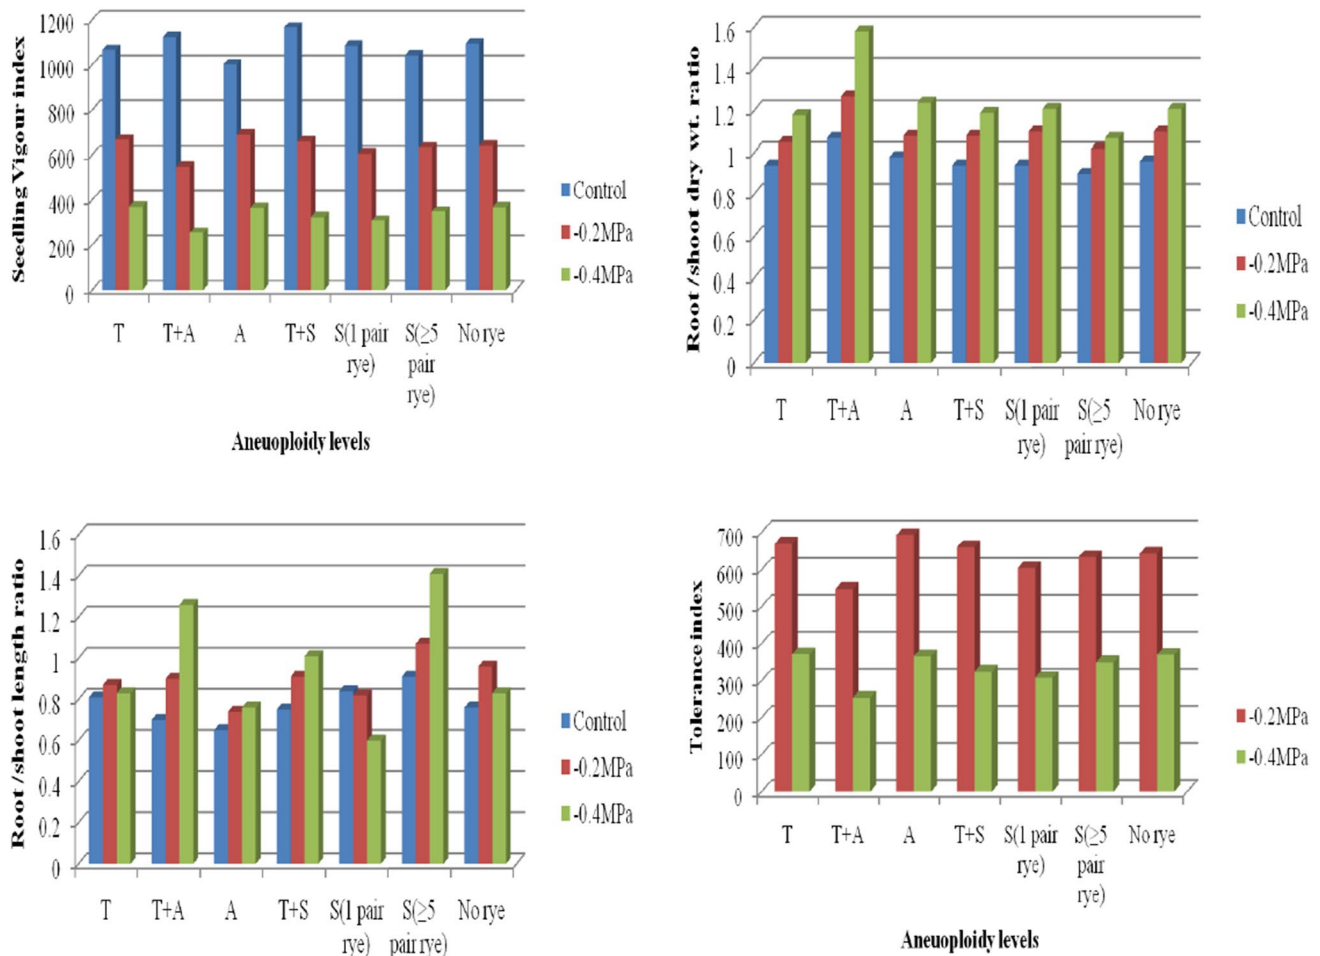 Seedling Vigour index
1200
1000
800
600
400
200
0
T
T+A
A
T+S
S(1 pair
rye)
S(≥5
pair
rye)
No rye
Aneuoploidy levels
Control
-0.2MPa
-0.4MPa
Root /shoot dry wt. ratio
1.6
1.4
1.2
1
0.8
0.6
0.4
0.2
0
T
T+A
A
T+S
S(1 pair
rye)
S(≥5
pair rye)
No rye
Control
-0.2MPa
-0.4MPa
Root /shoot length ratio
1.6
1.4
1.2
1
0.8
0.6
0.4
0.2
0
T
T+A
A
T+S
S(1 pair
rye)
S(≥5
pair rye)
No rye
Control
-0.2MPa
-0.4MPa
Tolerance index
700
600
500
400
300
200
100
0
T
T+A
A
T+S
S(1 pair
rye)
S(≥5
pair
rye)
No rye
Aneuoploidy levels
-0.2MPa
-0.4MPa